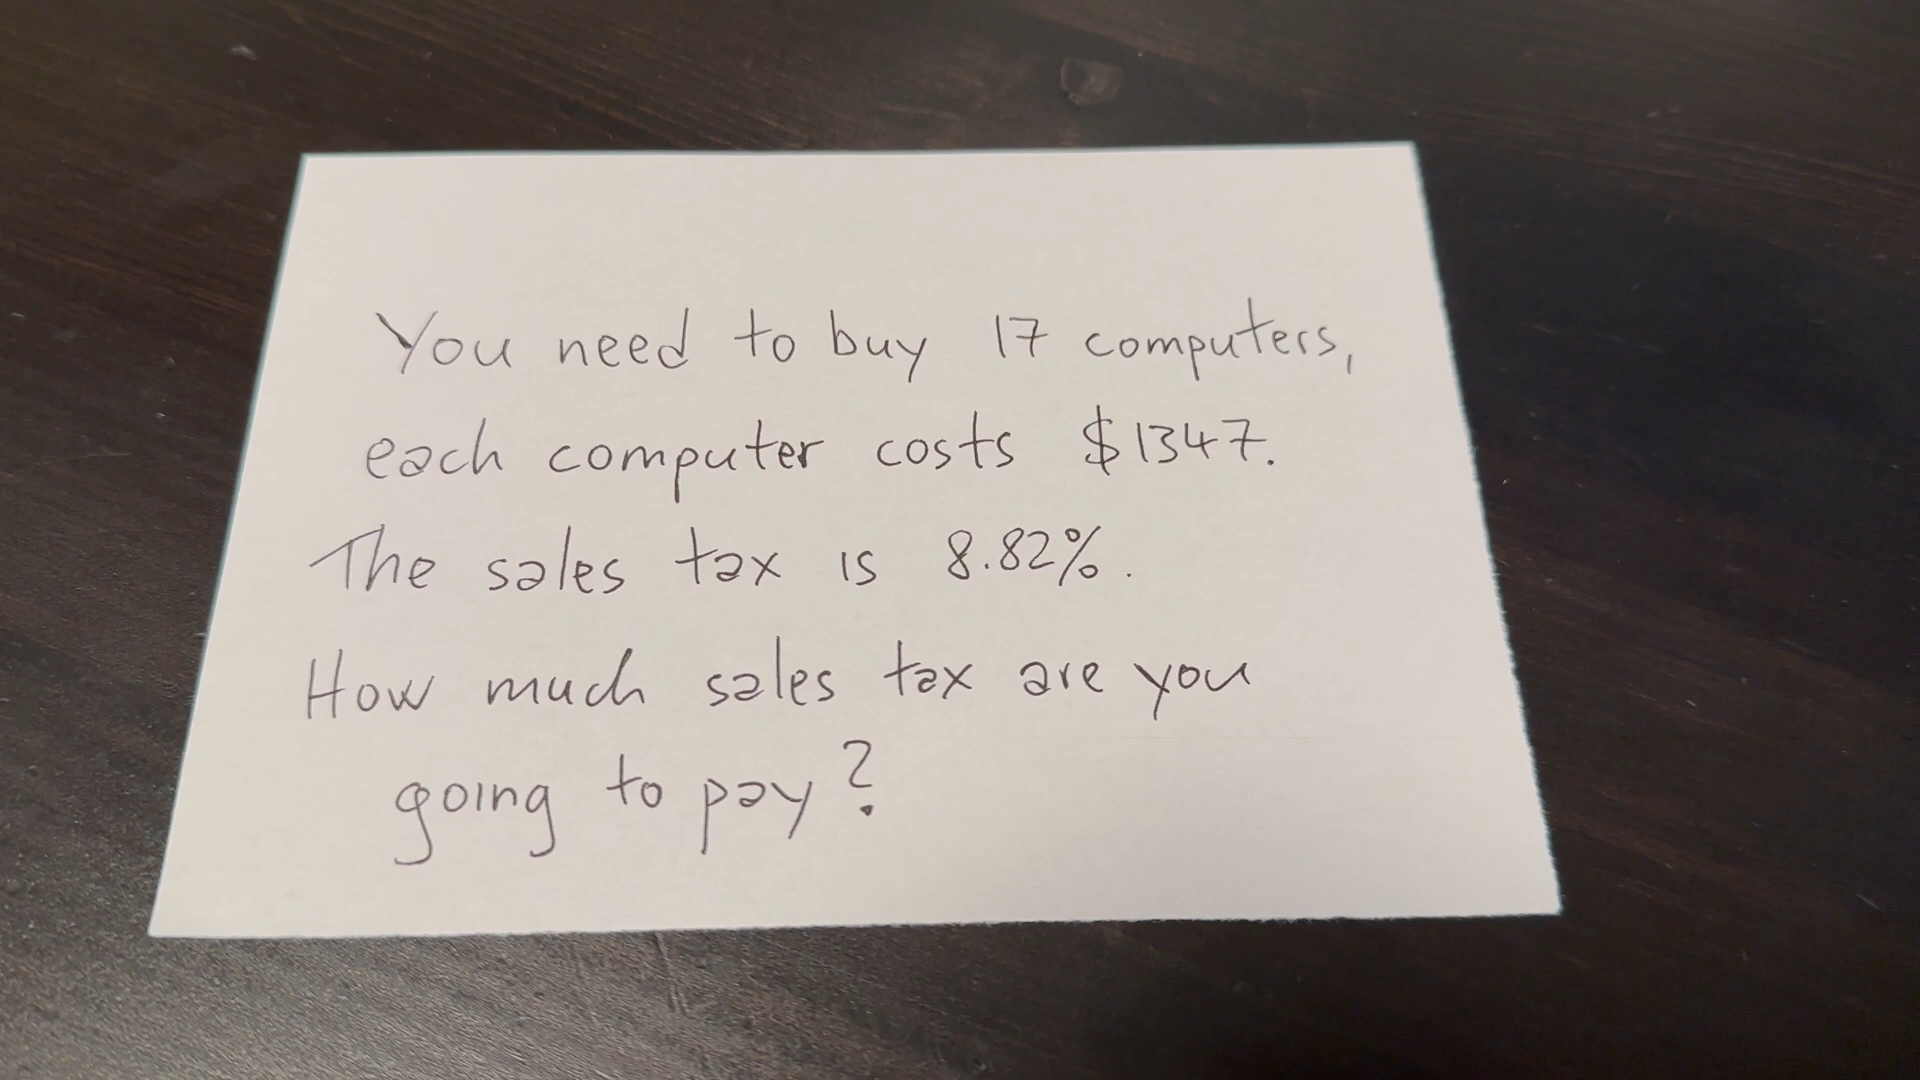 You need to buy 17 computers,
each computer costs $1347.
The sales tax is 8.82%.
How much sales tax are you
going to pay?